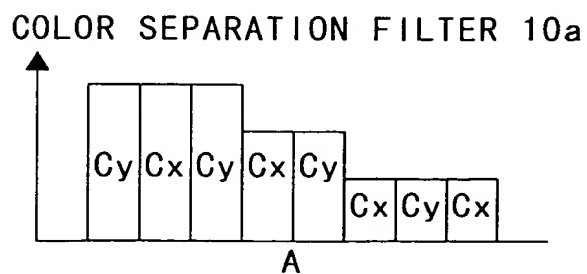 COLOR SEPARATION FILTER 10a
Cy Cx Cy Cx Cy
Cx Cy Cx
A